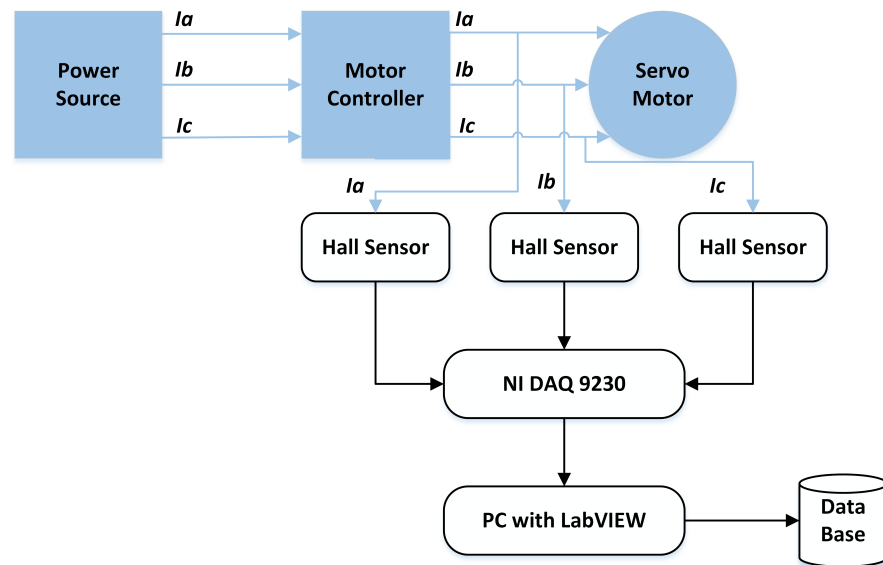 Ia
Ia
Power
Source
Ib
Motor
Controller
Ib
Servo
Motor
Ic
Ic
Ia
Ib
Ic
Hall Sensor
Hall Sensor
Hall Sensor
NI DAQ 9230
PC with LabVIEW
Data
Base